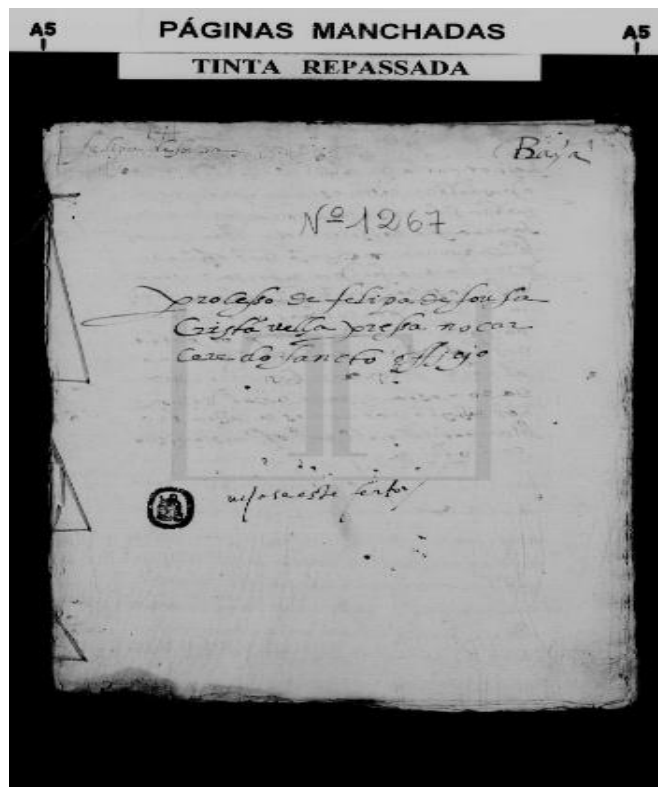 A5 PÁGINAS MANCHADAS A5
TINTA REPASSADA
Baya
Nº 1267
processo de felipa de sousa
Cristã velha presa no car
cere do sancto officio